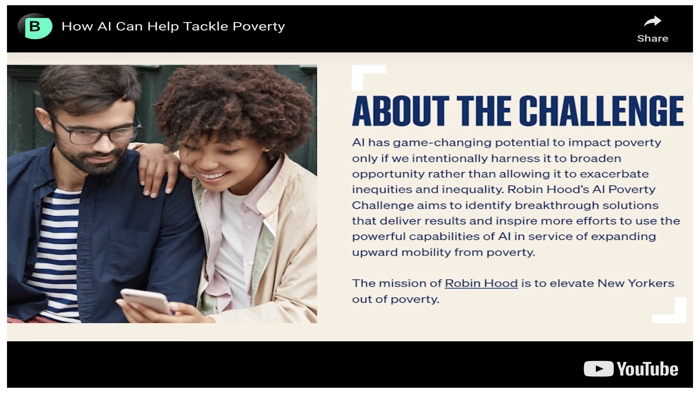 B
How AI Can Help Tackle Poverty
Share
ABOUT THE CHALLENGE
AI has game-changing potential to impact poverty
only if we intentionally harness it to broaden
opportunity rather than allowing it to exacerbate
inequities and inequality. Robin Hood's AI Poverty
Challenge aims to identify breakthrough solutions
that deliver results and inspire more efforts to use the
powerful capabilities of AI in service of expanding
upward mobility from poverty.
The mission of Robin Hood is to elevate New Yorkers
out of poverty.
YouTube